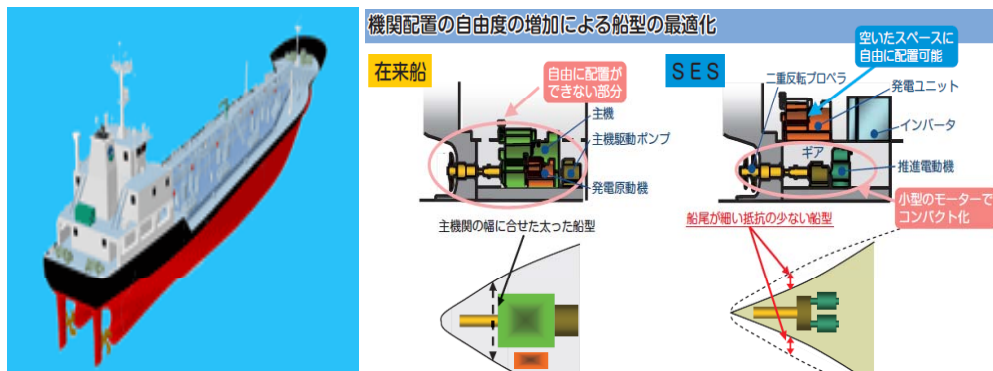 機関配置の自由度の増加による船型の最適化
在来船
自由に配置が
できない部分
主機
主機駆動ポンプ
発電原動機
主機関の幅に合せた太った船型
SES
空いたスペースに
自由に配置可能
二重反転プロペラ
発電ユニット
インバータ
ギア
推進電動機
小型のモーターで
コンパクト化
船尾が細い抵抗の少ない船型